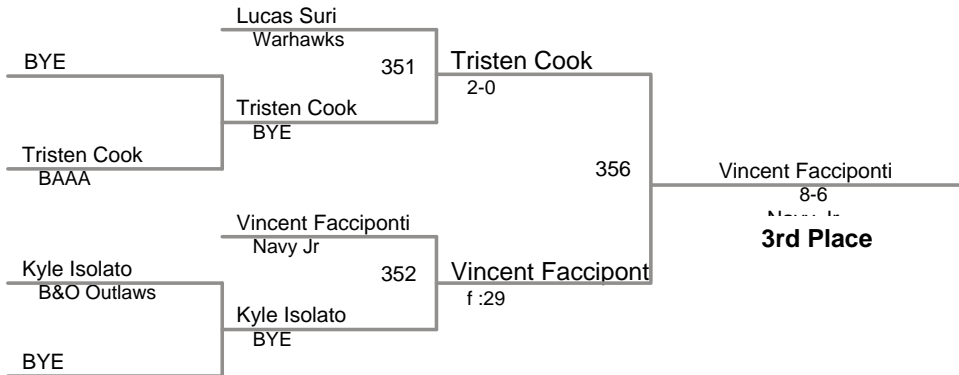 Lucas Suri
Warhawks
BYE
351
Tristen Cook
2-0
Tristen Cook
BYE
Tristen Cook
BAAA
356
Vincent Facciponti
8-6
3rd Place
Vincent Facciponti
Navy Jr
Kyle Isolato
B&O Outlaws
352
Vincent Faccipont
f :29
Kyle Isolato
BYE
BYE